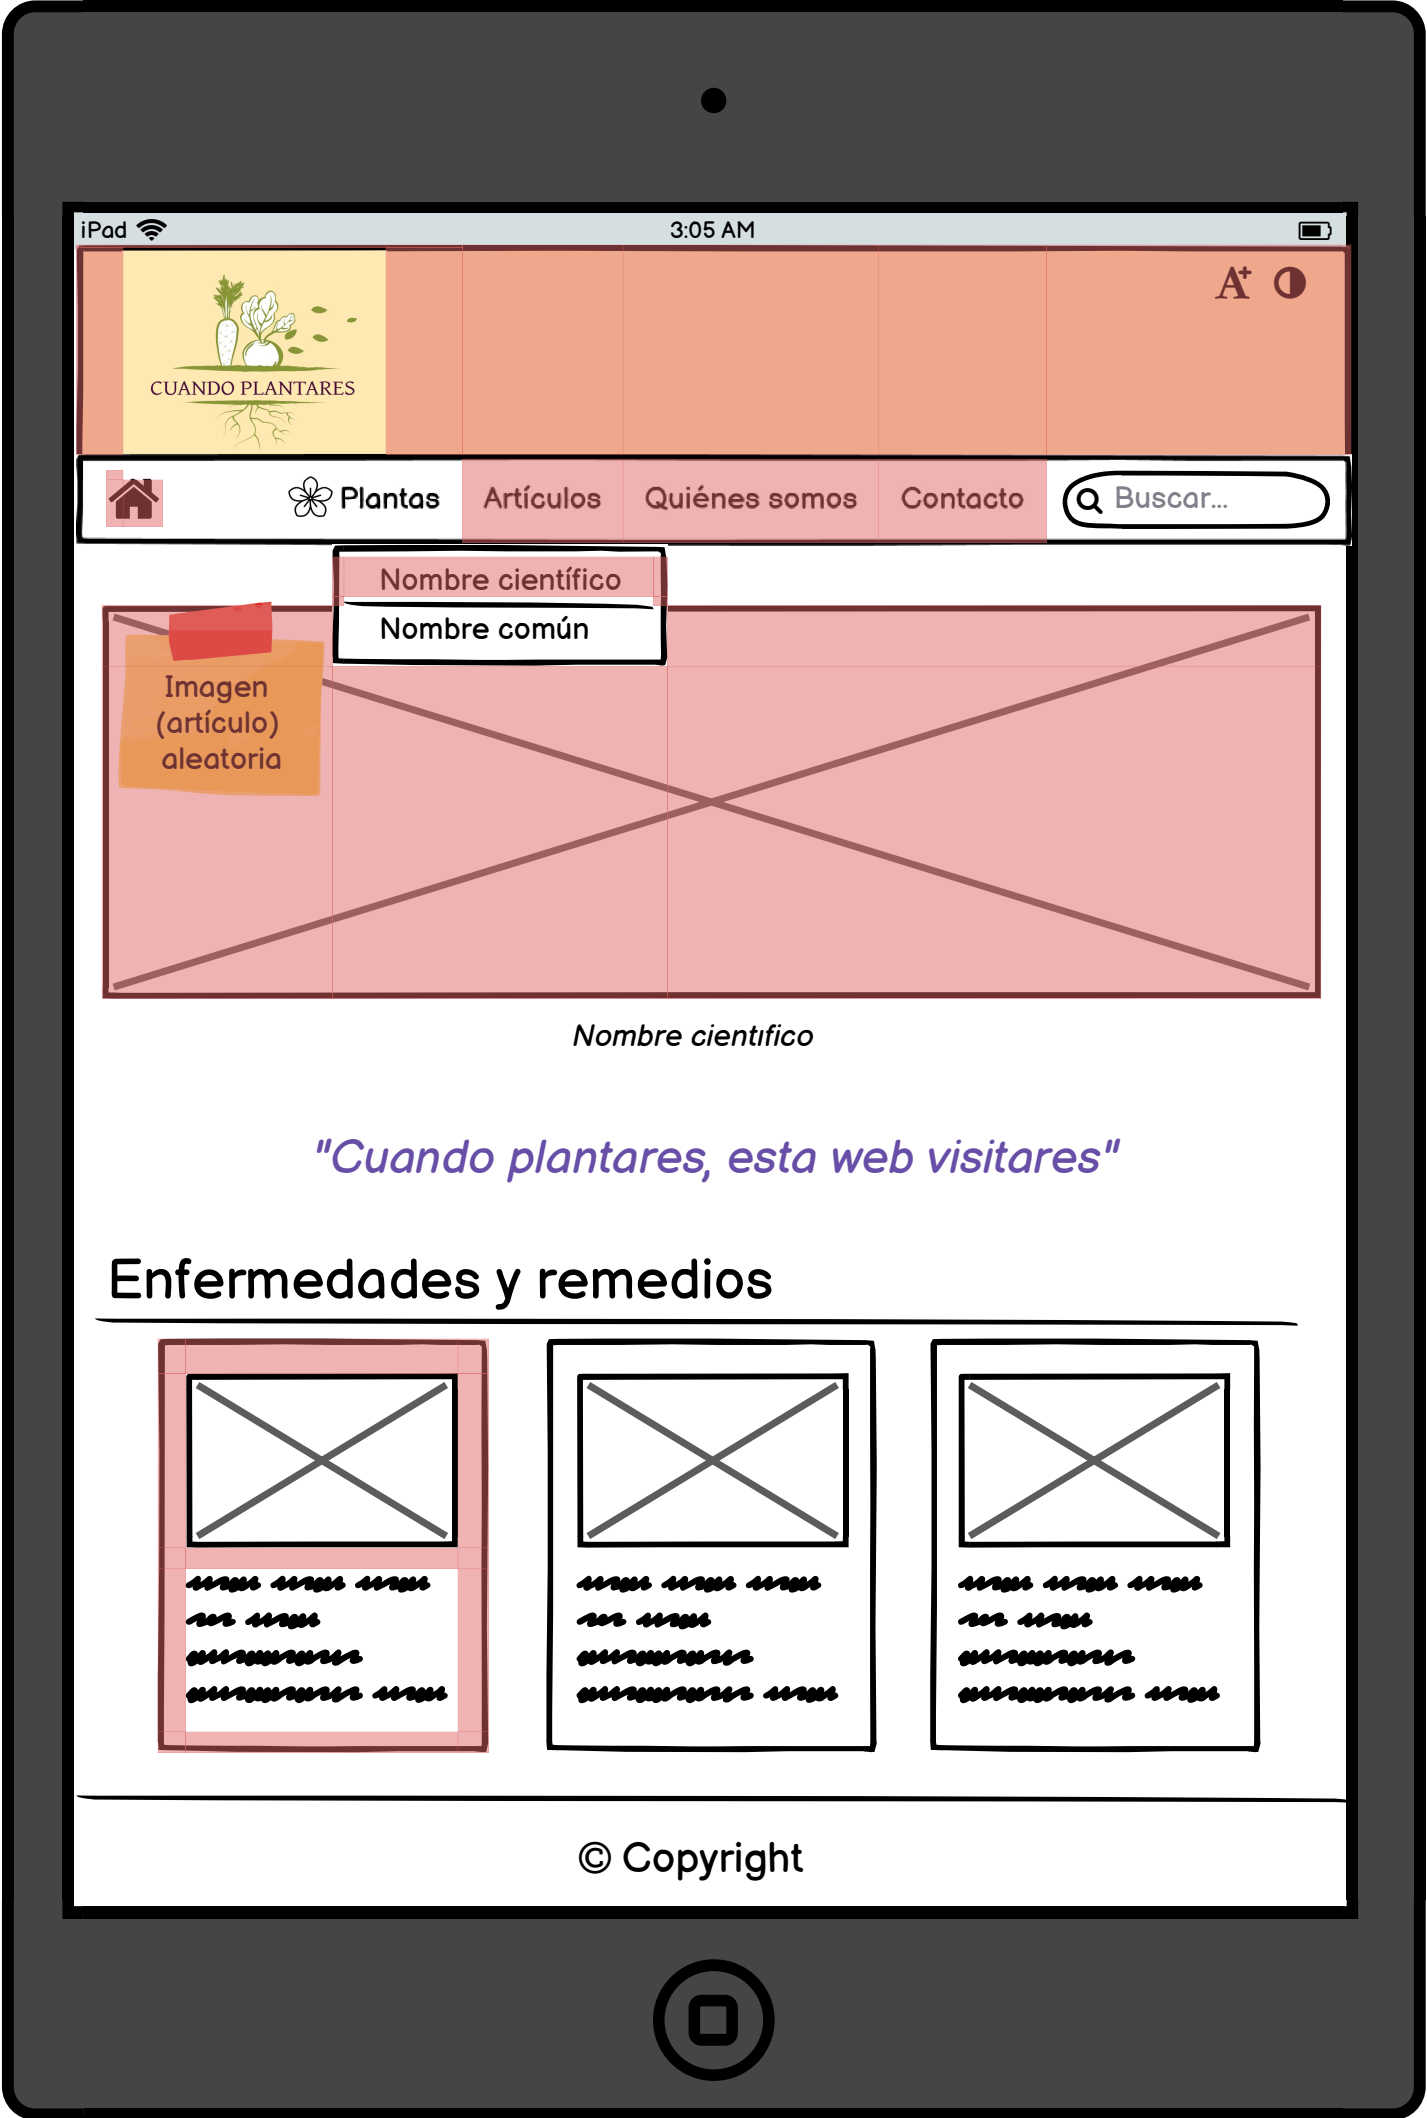 iPad
3:05 AM
A+
CUANDO PLANTARES
Plantas
Artículos
Quiénes somos
Contacto
Buscar...
Nombre científico
Nombre común
Imagen
(artículo)
aleatoria
Nombre científico
"Cuando plantares, esta web visitares"
Enfermedades y remedios
© Copyright